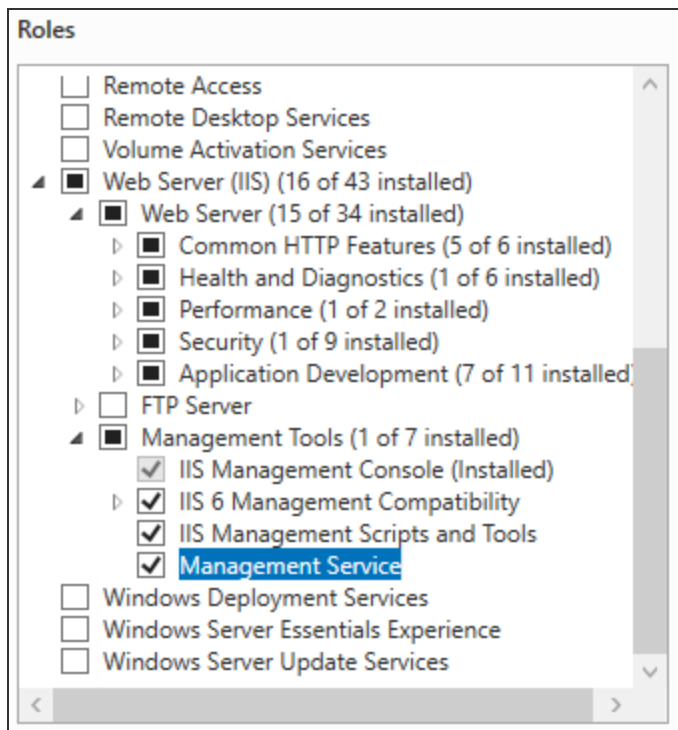 Roles
Remote Access
Remote Desktop Services
Volume Activation Services
Web Server (IIS) (16 of 43 installed)
Web Server (15 of 34 installed)
Common HTTP Features (5 of 6 installed)
Health and Diagnostics (1 of 6 installed)
Performance (1 of 2 installed)
Security (1 of 9 installed)
Application Development (7 of 11 installed)
FTP Server
Management Tools (1 of 7 installed)
IIS Management Console (Installed)
IIS 6 Management Compatibility
IIS Management Scripts and Tools
Management Service
Windows Deployment Services
Windows Server Essentials Experience
Windows Server Update Services